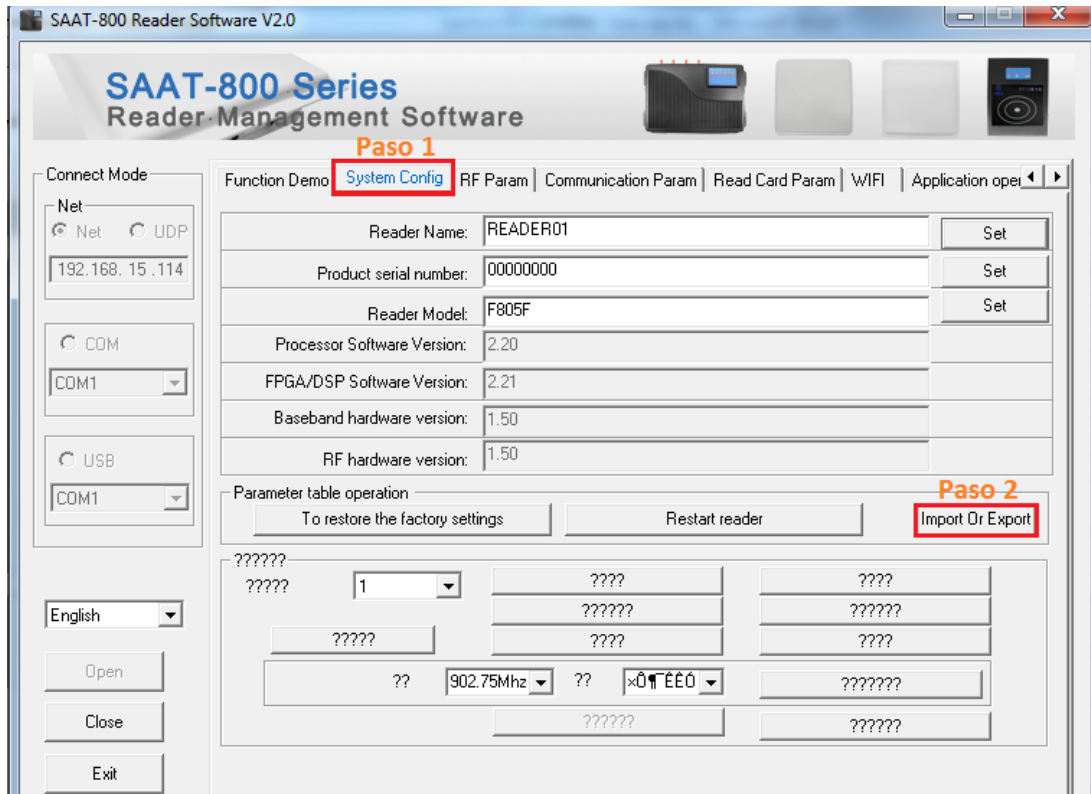 SAAT-800 Reader Software V2.0
SAAT-800 Series
Reader Management Software
Paso 1
Connect Mode
Function Demo System Config RF Param Communication Param Read Card Param WIFI Application oper
Net
Net UDP
192.168. 15 .114
Reader Name: READER01 Set
Product serial number: 00000000 Set
Reader Model: F805F Set
COM
COM1
Processor Software Version: 2.20
FPGA/DSP Software Version: 2.21
Baseband hardware version: 1.50
RF hardware version: 1.50
USB
COM1
Parameter table operation
Paso 2
To restore the factory settings Restart reader Import Or Export
??????
????? 1 ???? ????
?????? ??????
????? ???? ????
?? 902.75Mhz ?? ×Ô¶¯ÊÊÓ ???????
?????? ??????
English
Open
Close
Exit